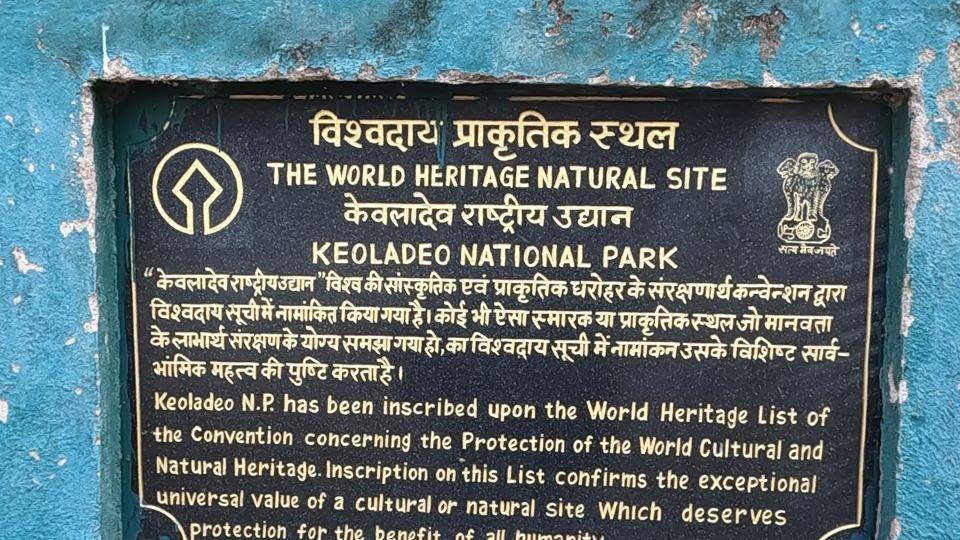 विश्वदाय प्राकृतिक स्थल
THE WORLD HERITAGE NATURAL SITE
केवलादेव राष्ट्रीय उद्यान
KEOLADEO NATIONAL PARK
सत्यमेव जयते
“केवलादेव राष्ट्रीय उद्यान” विश्व की सांस्कृतिक एवं प्राकृतिक धरोहर के संरक्षणार्थ कन्वेन्शन द्वारा
विश्वदाय सूची में नामांकित किया गया है। कोई भी ऐसा स्मारक या प्राकृतिक स्थल जो मानवता
के लाभार्थ संरक्षण के योग्य समझा गया हो, का विश्वदाय सूची में नामांकन उसके विशिष्ट सार्व-
भांमिक महत्व की पुष्टि करता है।
Keoladeo N.P. has been inscribed upon the World Heritage List of
the Convention concerning the Protection of the World Cultural and
Natural Heritage. Inscription on this List confirms the exceptional
universal value of a cultural or natural site Which deserves
protection for the benefit of all humanity.